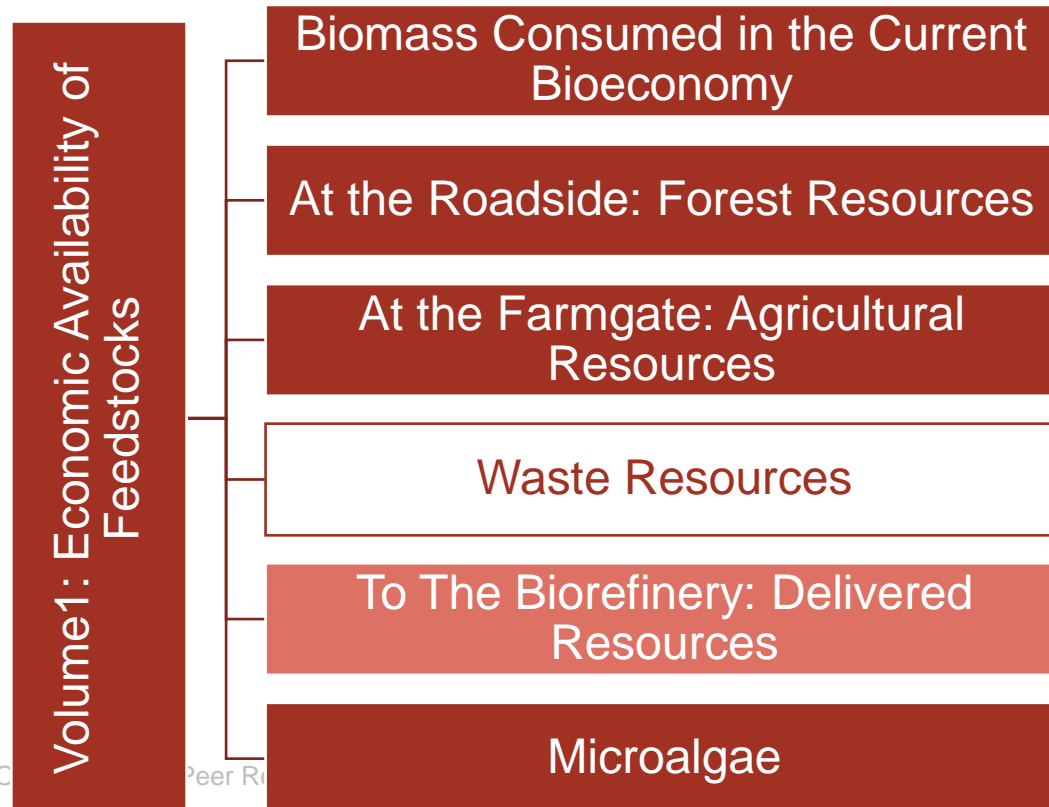 Volume1: Economic Availability of
Feedstocks
Biomass Consumed in the Current
Bioeconomy
At the Roadside: Forest Resources
At the Farmgate: Agricultural
Resources
Waste Resources
To The Biorefinery: Delivered
Resources
Microalgae
Peer